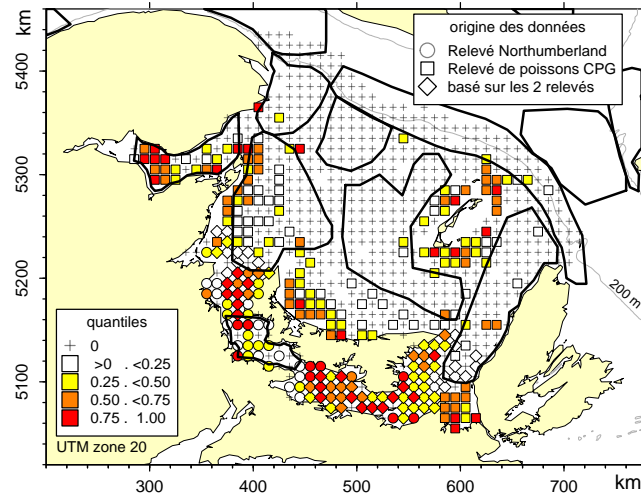 km
5400
5300
5200
5100
origine des données
Relevé Northumberland
Relevé de poissons CPG
basé sur les 2 relevés
200 m
quantiles
0
>0 . <0.25
0.25 . <0.50
0.50 . <0.75
0.75 . 1.00
UTM zone 20
300 400 500 600 700 km